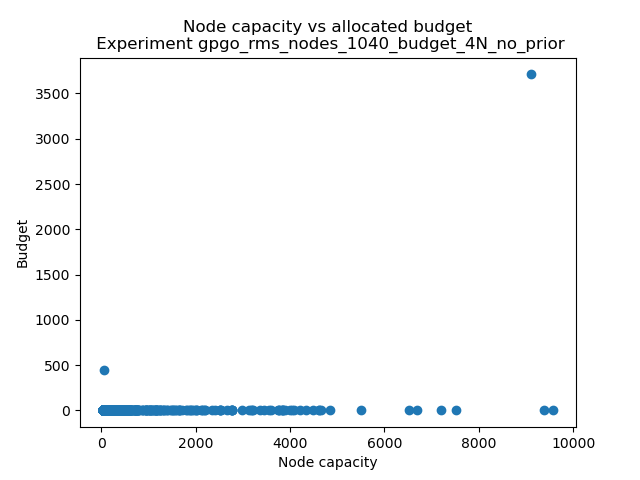 Node capacity vs allocated budget
Experiment gpgo_rms_nodes_1040_budget_4N_no_prior
3500
3000
2500
2000
1500
1000
500
0
Budget
0 2000 4000 6000 8000 10000
Node capacity